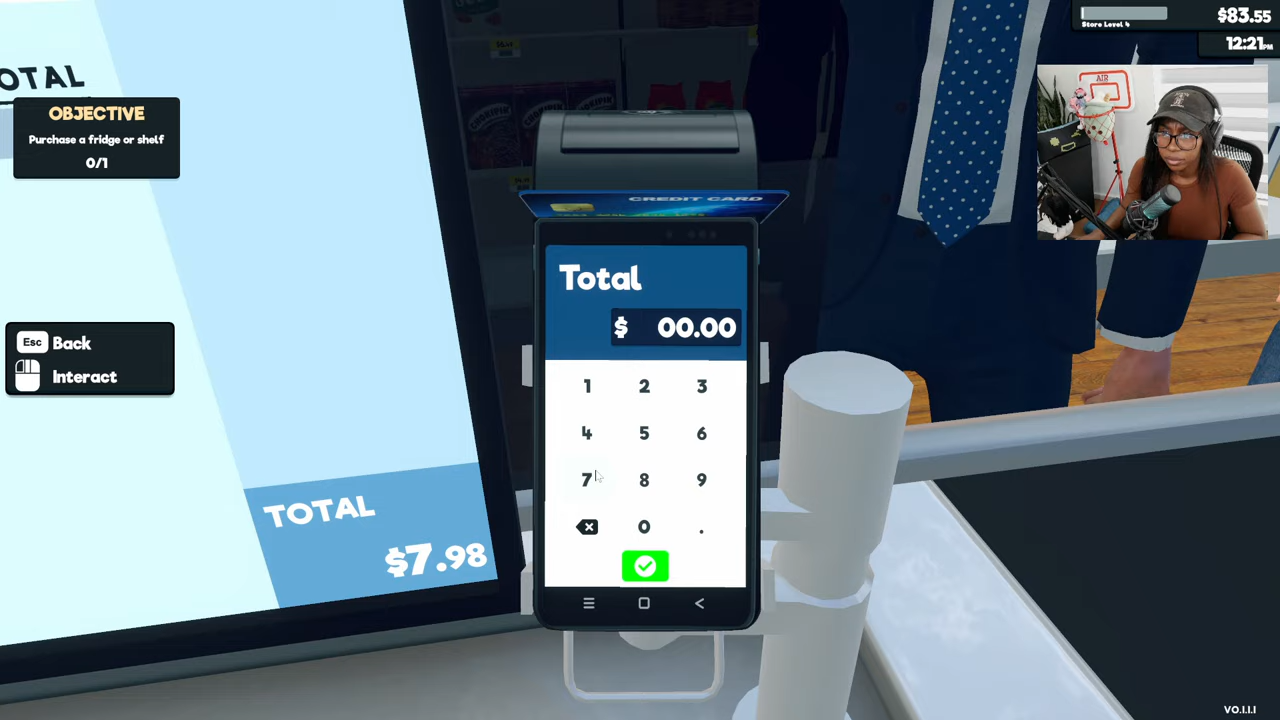 Store Level 4
$83.55
12:21PM
OTAL
OBJECTIVE
Purchase a fridge or shelf
0/1
AIR
CREDIT CARD
Total
$ 00.00
Esc Back
Interact
1 2 3
4 5 6
7 8 9
0 .
TOTAL
$7.98
V0.1.1.1